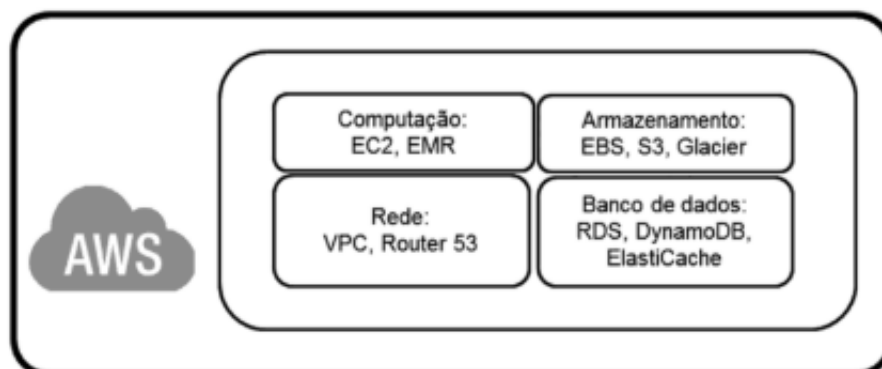 AWS
Computação:
EC2, EMR
Armazenamento:
EBS, S3, Glacier
Rede:
VPC, Router 53
Banco de dados:
RDS, DynamoDB,
ElastiCache